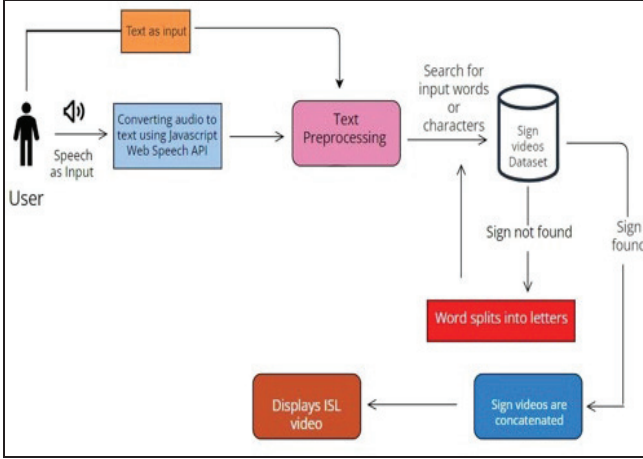 Text as input
Speech
as Input
User
Converting audio to
text using Javascript
Web Speech API
Text
Preprocessing
Search for
input words
or
characters
Sign
videos
Dataset
Sign not found
Sign
found
Word splits into letters
Sign videos are
concatenated
Displays ISL
video